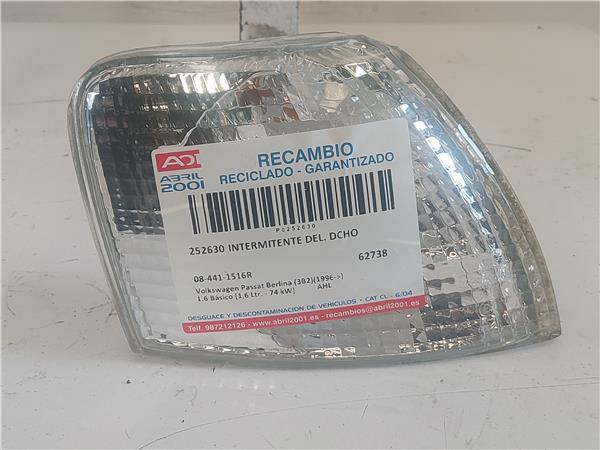 ADI
ABRIL
2001
RECAMBIO
RECICLADO - GARANTIZADO
P0252630
252630 INTERMITENTE DEL. DCHO
08-441-1516R
62738
Volkswagen Passat Berlina (3B2)(1996->)
1.6 Básico [1,6 Ltr. - 74 kW]
AHL
DESGUACE Y DESCONTAMINACION DE VEHICULOS - CAT CL - 6/04
Telf. 987212126 - www.abril2001.es - recambios@abril2001.es